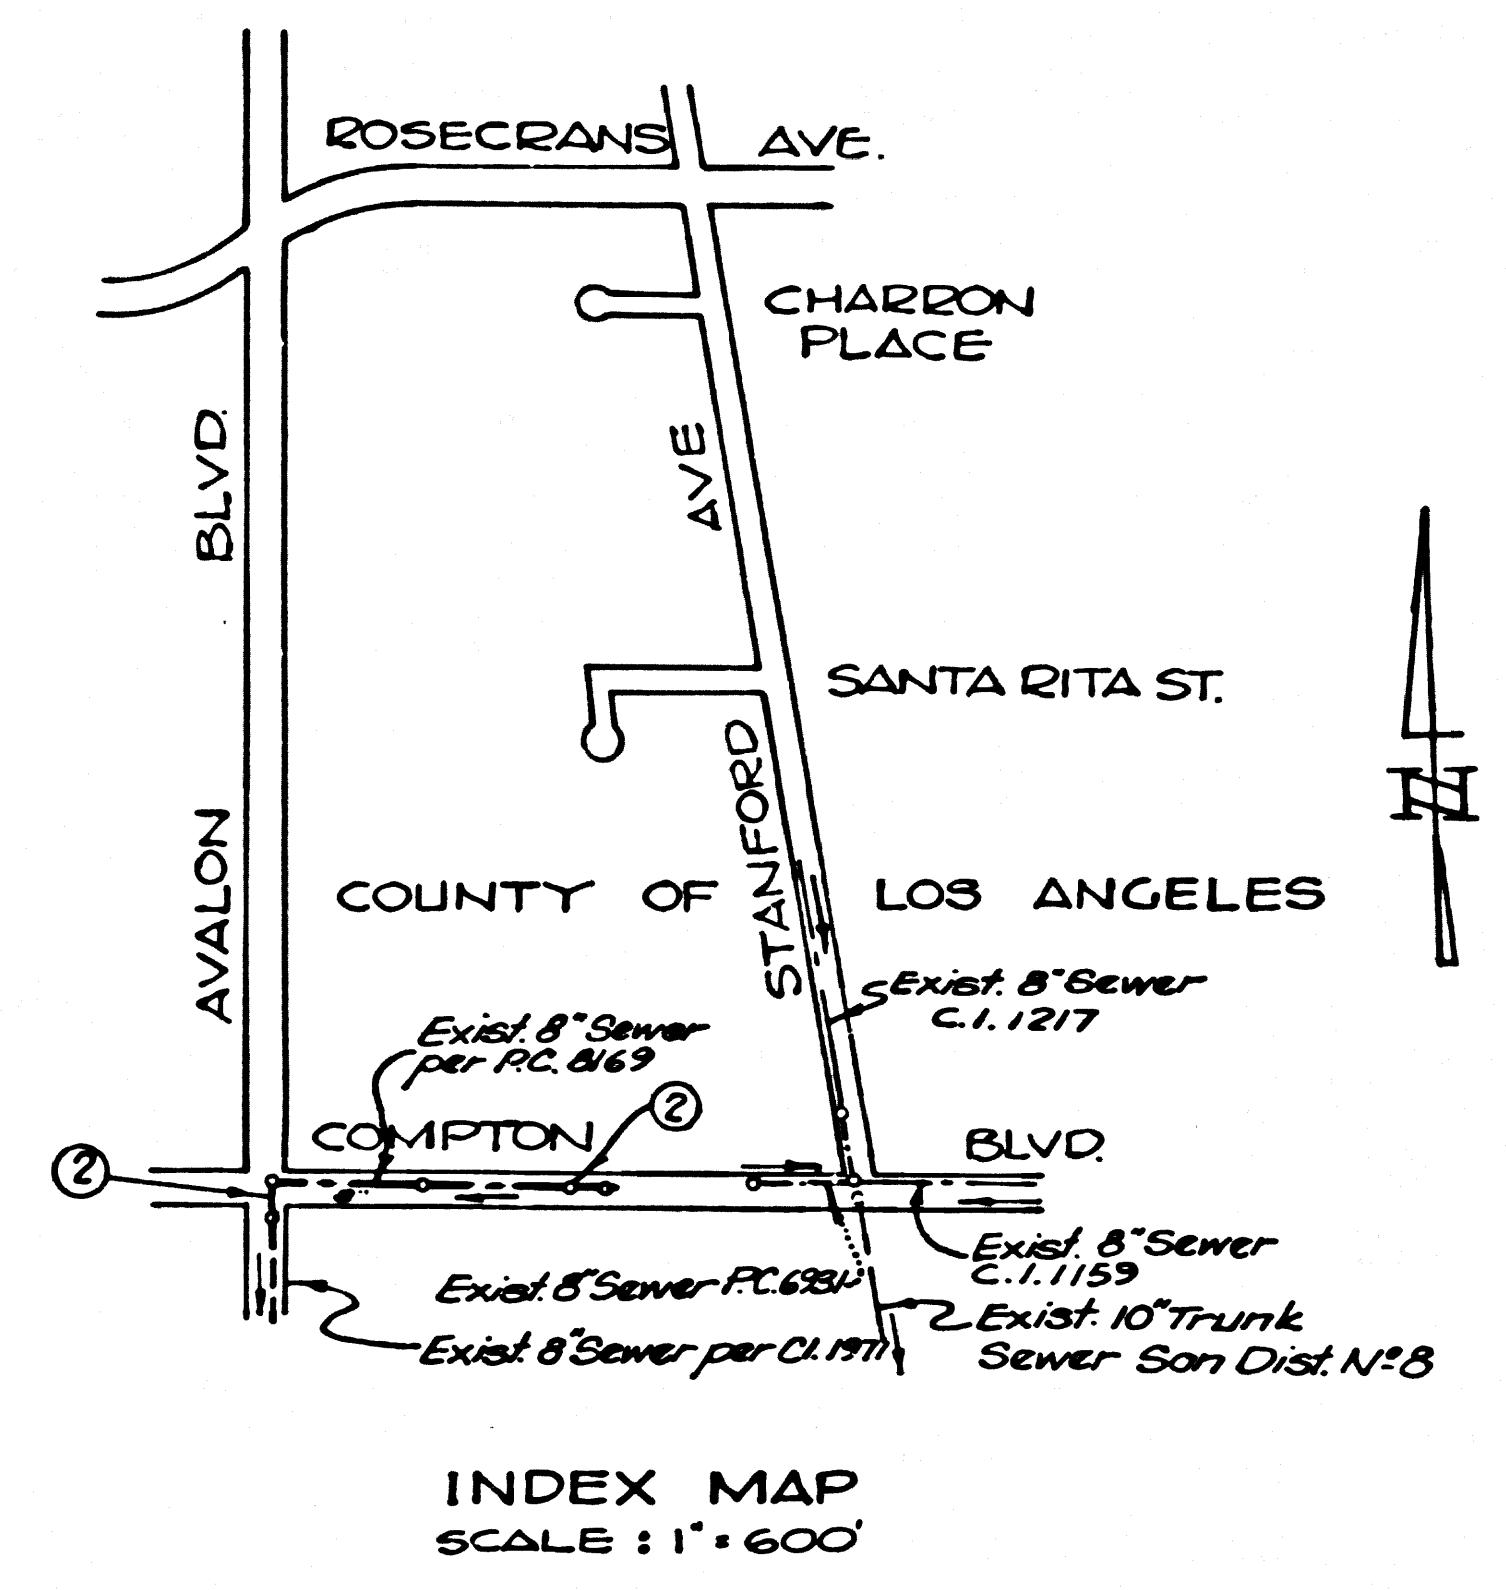 ROSECRANS AVE.
CHARRON
PLACE
BLVD.
AVE
SANTA RITA ST.
STANFORD
AVALON
COUNTY OF LOS ANGELES
N
Exist. 8" Sewer
C.I. 1217
Exist. 8" Sewer
per P.C. 8169
2
COMPTON BLVD.
2
Exist. 8" Sewer
C.I. 1159
Exist. 8" Sewer P.C. 6931
Exist. 10" Trunk
Sewer San Dist. Nº 8
Exist. 8" Sewer per C.I. 1971
INDEX MAP
SCALE : 1" = 600'